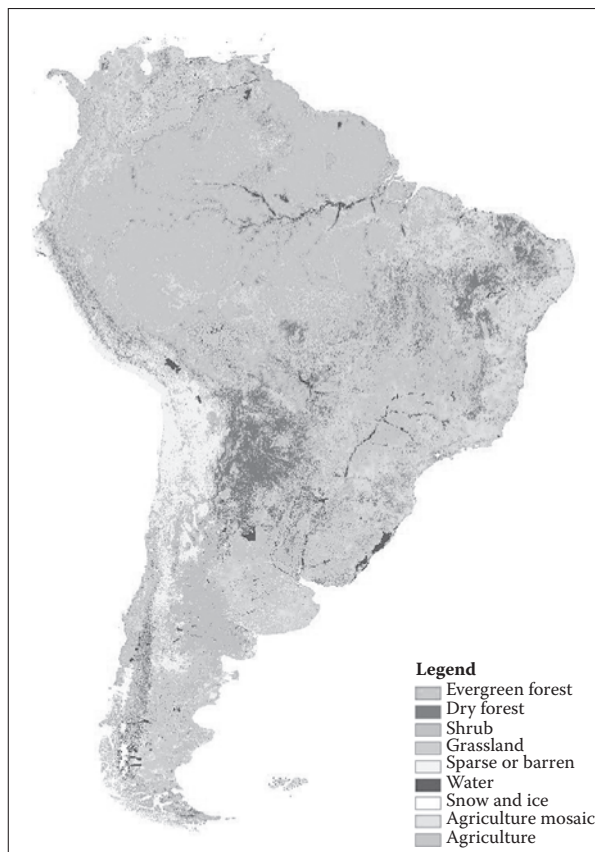 Legend
Evergreen forest
Dry forest
Shrub
Grassland
Sparse or barren
Water
Snow and ice
Agriculture mosaic
Agriculture